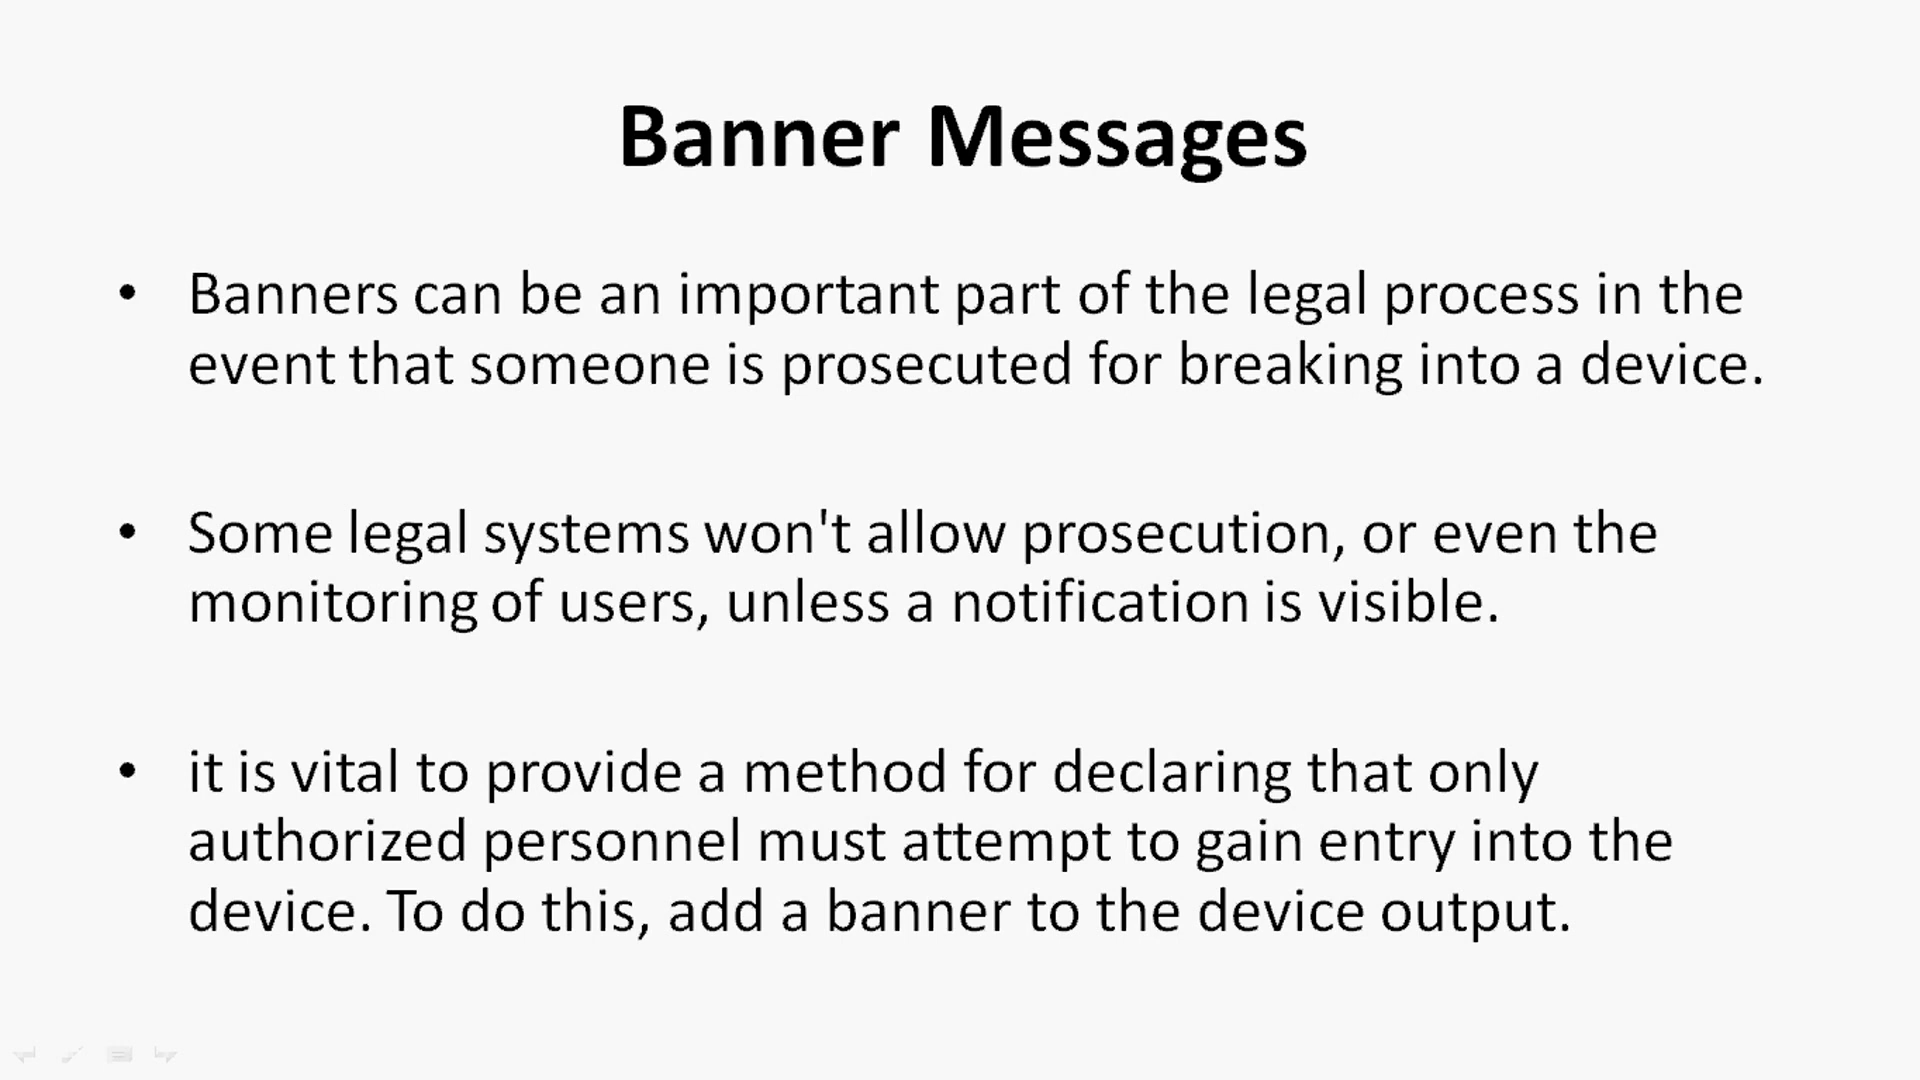 Banner Messages
• Banners can be an important part of the legal process in the
event that someone is prosecuted for breaking into a device.
• Some legal systems won't allow prosecution, or even the
monitoring of users, unless a notification is visible.
• it is vital to provide a method for declaring that only
authorized personnel must attempt to gain entry into the
device. To do this, add a banner to the device output.